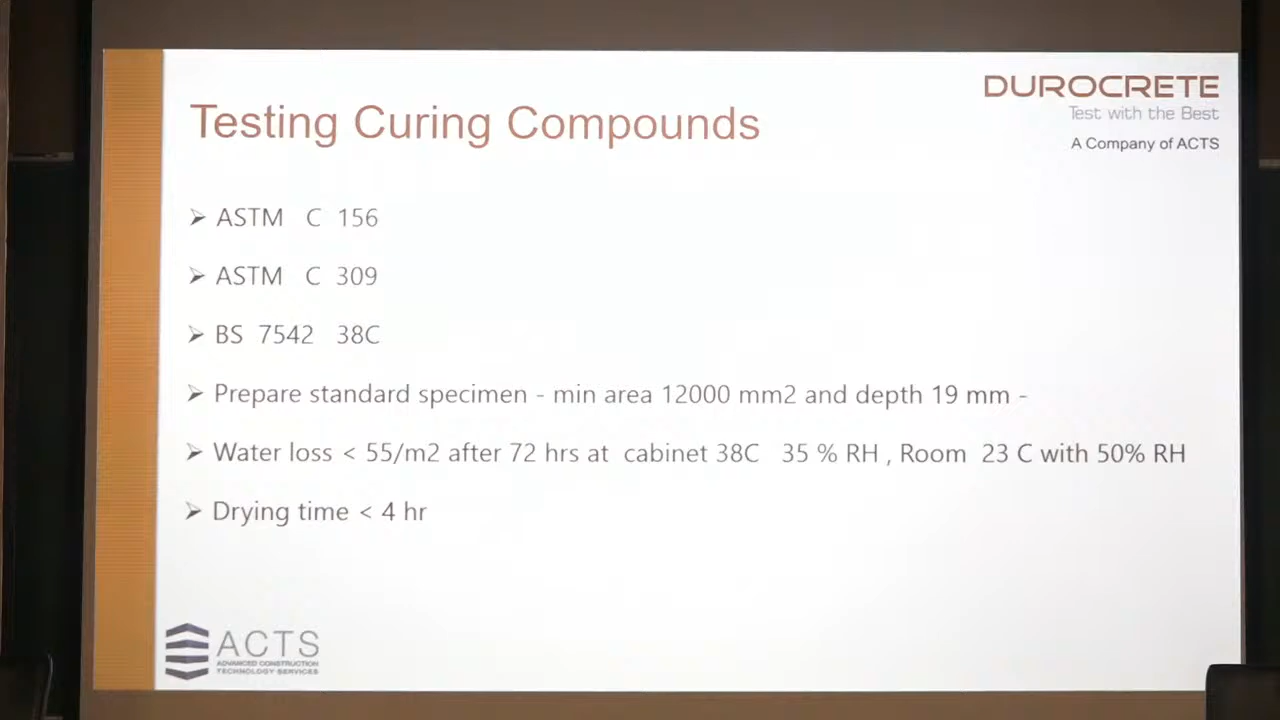 DUROCRETE
Test with the Best
A Company of ACTS
Testing Curing Compounds
ASTM C 156
ASTM C 309
BS 7542 38C
Prepare standard specimen - min area 12000 mm2 and depth 19 mm -
Water loss < 55/m2 after 72 hrs at cabinet 38C 35 % RH , Room 23 C with 50% RH
Drying time < 4 hr
ACTS
ADVANCED CONSTRUCTION
TECHNOLOGY SERVICES